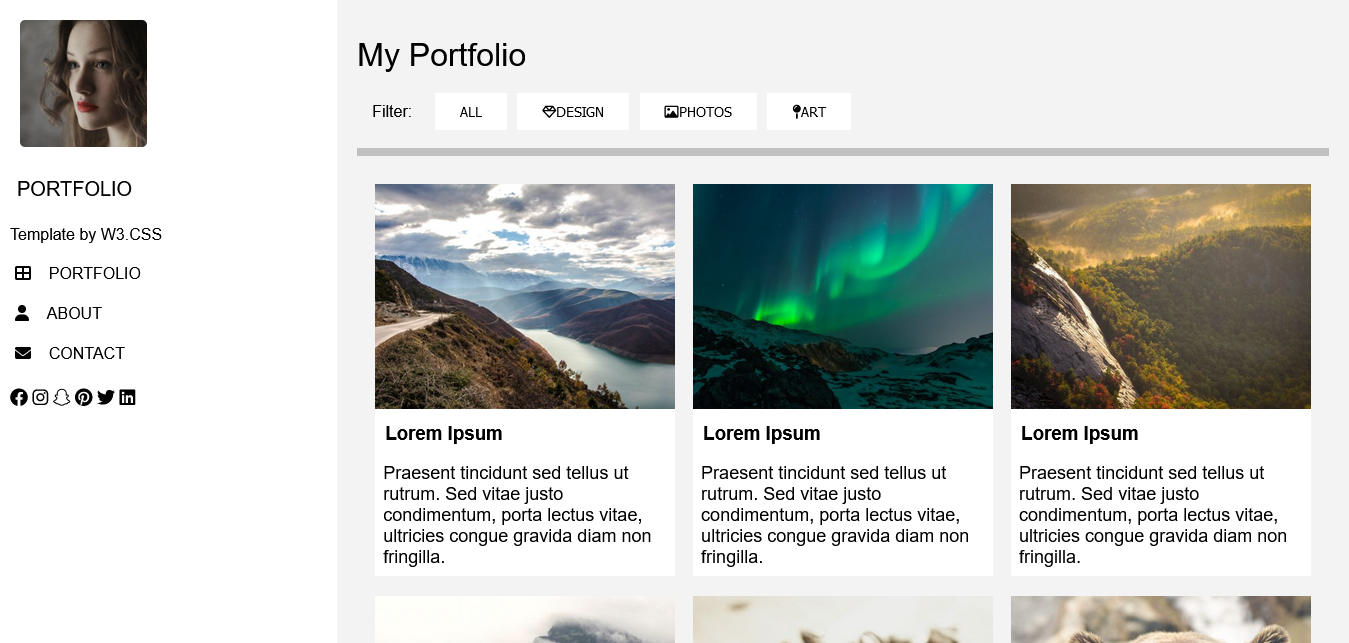 My Portfolio
Filter:
ALL
DESIGN
PHOTOS
ART
PORTFOLIO
Template by W3.CSS
PORTFOLIO
ABOUT
CONTACT
Lorem Ipsum
Praesent tincidunt sed tellus ut
rutrum. Sed vitae justo
condimentum, porta lectus vitae,
ultricies congue gravida diam non
fringilla.
Lorem Ipsum
Praesent tincidunt sed tellus ut
rutrum. Sed vitae justo
condimentum, porta lectus vitae,
ultricies congue gravida diam non
fringilla.
Lorem Ipsum
Praesent tincidunt sed tellus ut
rutrum. Sed vitae justo
condimentum, porta lectus vitae,
ultricies congue gravida diam non
fringilla.